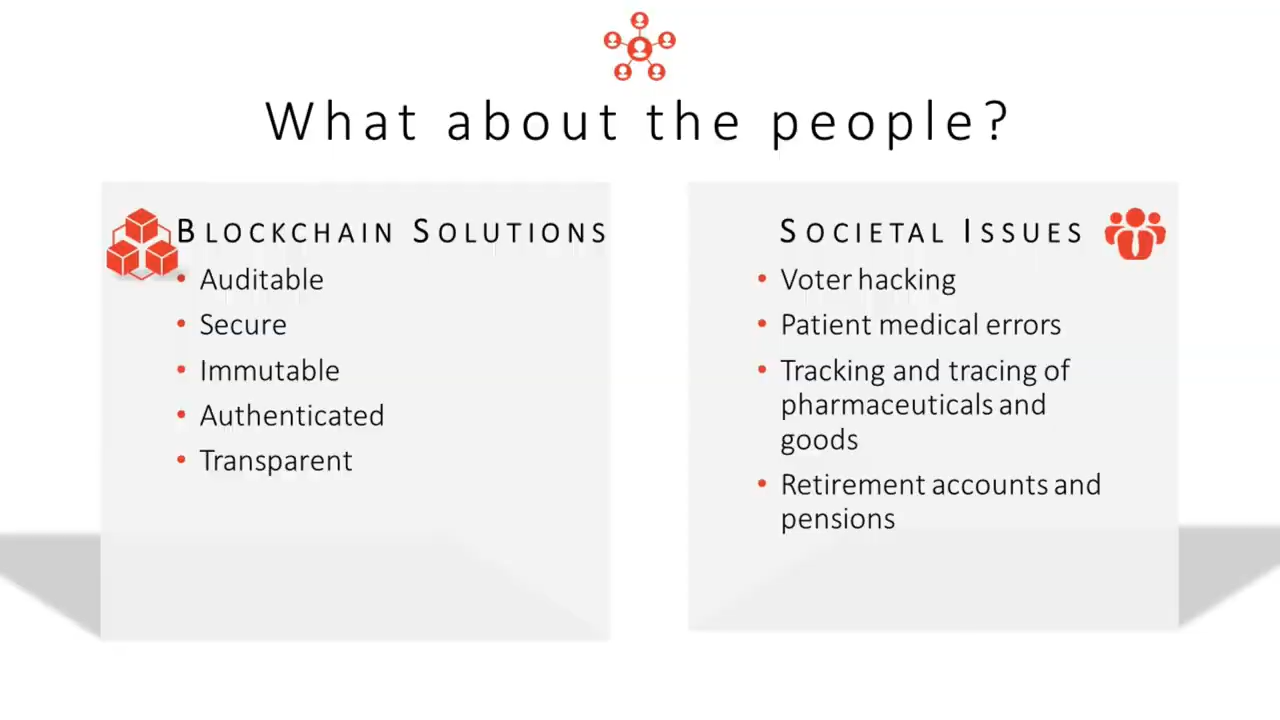 What about the people?
BLOCKCHAIN SOLUTIONS
• Auditable
• Secure
• Immutable
• Authenticated
• Transparent
SOCIETAL ISSUES
• Voter hacking
• Patient medical errors
• Tracking and tracing of
pharmaceuticals and
goods
• Retirement accounts and
pensions